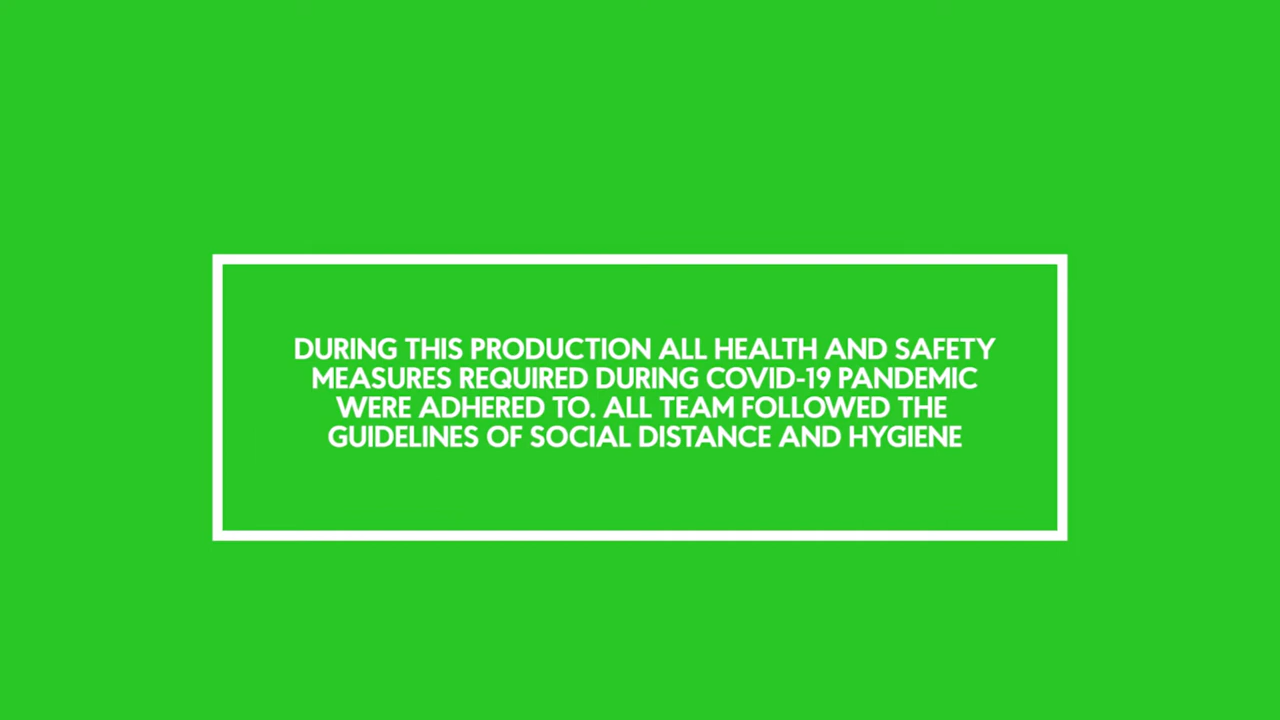 DURING THIS PRODUCTION ALL HEALTH AND SAFETY
MEASURES REQUIRED DURING COVID-19 PANDEMIC
WERE ADHERED TO. ALL TEAM FOLLOWED THE
GUIDELINES OF SOCIAL DISTANCE AND HYGIENE